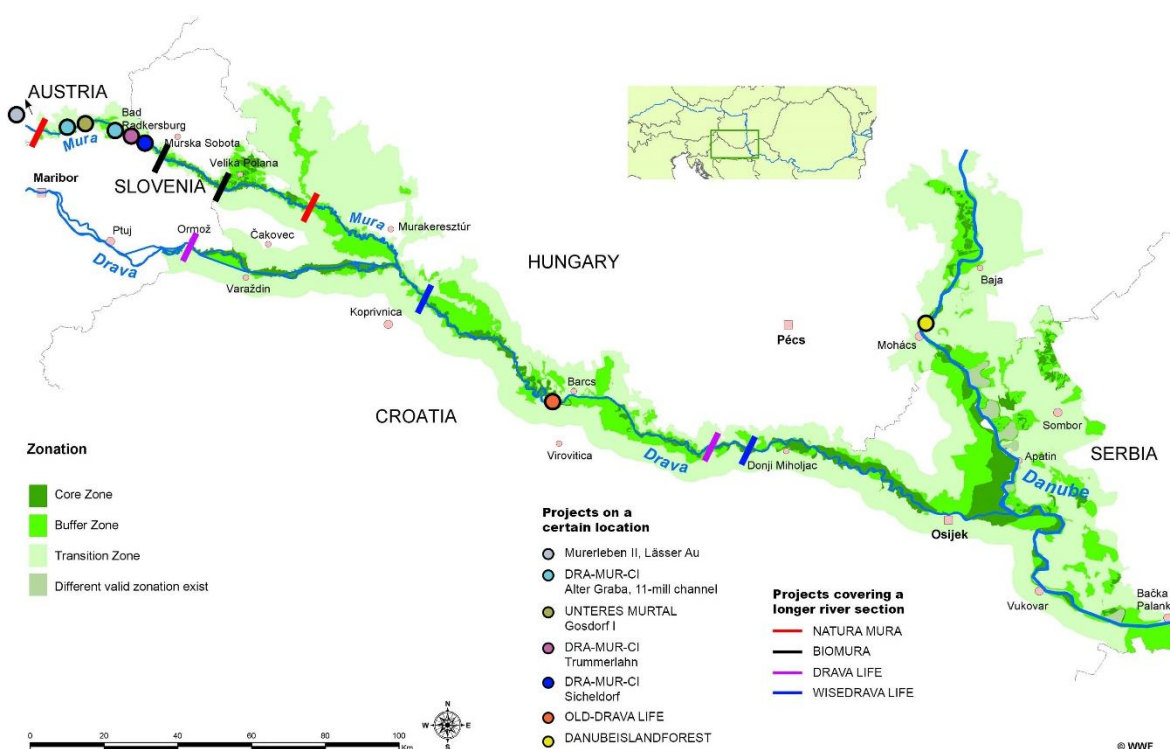 AUSTRIA
Bad
Radkersburg
Mura
Murska Sobota
Velika Polana
SLOVENIA
Maribor
Ptuj
Ormož
Drava
Čakovec
Varaždin
Mura
Murakeresztúr
HUNGARY
Koprivnica
Pécs
Baja
Mohács
Barcs
CROATIA
Virovitica
Drava
Donji Miholjac
Sombor
Apatin
SERBIA
Danube
Osijek
Vukovar
Bačka
Palank
Zonation
Core Zone
Buffer Zone
Transition Zone
Different valid zonation exist
Projects on a
certain location
Murerleben II, Lässer Au
DRA-MUR-CI
Alter Graba, 11-mill channel
UNTERES MURTAL
Gosdorf I
DRA-MUR-CI
Trummerlahn
DRA-MUR-CI
Sicheldorf
OLD-DRAVA LIFE
DANUBEISLANDFOREST
Projects covering a
longer river section
NATURA MURA
BIOMURA
DRAVA LIFE
WISEDRAVA LIFE
0 20 40 60 80 100
Km
N
W E
S
© WWF